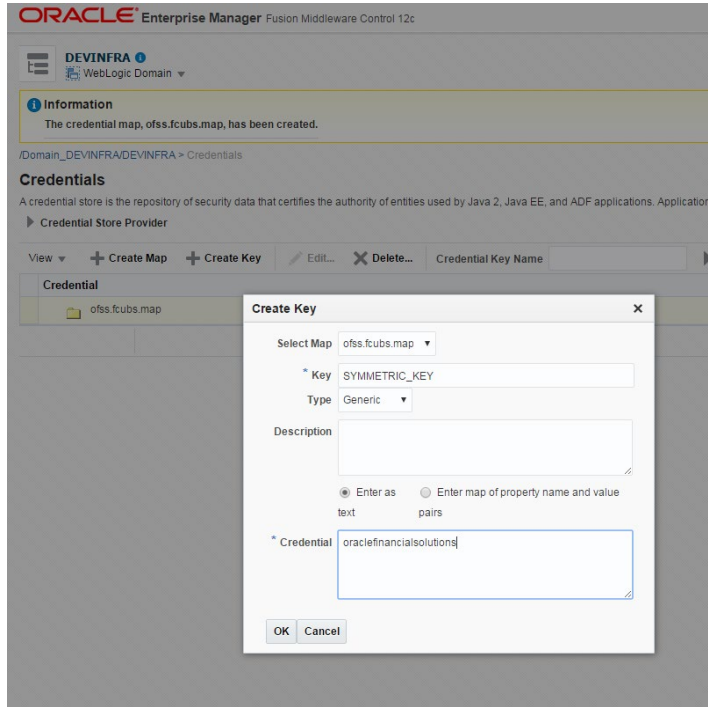 ORACLE Enterprise Manager Fusion Middleware Control 12c
DEVINFRA
WebLogic Domain
Information
The credential map, ofss.fcubs.map, has been created.
/Domain_DEVINFRA/DEVINFRA > Credentials
Credentials
A credential store is the repository of security data that certifies the authority of entities used by Java 2, Java EE, and ADF applications. Application
Credential Store Provider
View Create Map Create Key Edit... Delete... Credential Key Name
Credential
ofss.fcubs.map
Create Key
Select Map ofss.fcubs.map
* Key SYMMETRIC_KEY
Type Generic
Description
Enter as text
Enter map of property name and value pairs
* Credential oraclefinancialsolutions
OK Cancel